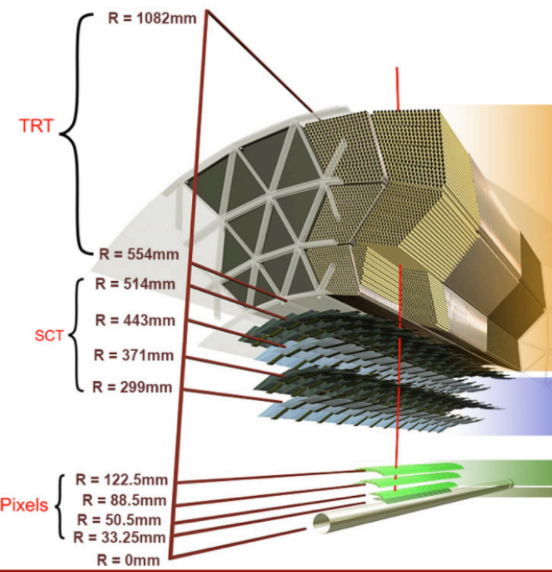 R = 1082mm
TRT
R = 554mm
R = 514mm
R = 443mm
SCT
R = 371mm
R = 299mm
R = 122.5mm
R = 88.5mm
Pixels
R = 50.5mm
R = 33.25mm
R = 0mm